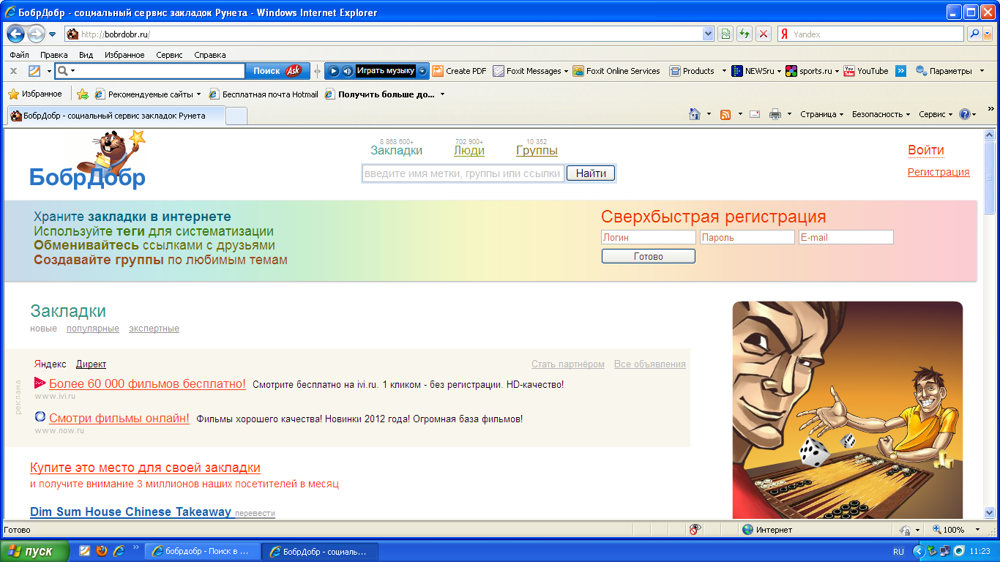 БобрДобр - социальный сервис закладок Рунета - Windows Internet Explorer
http://bobrdobr.ru/
Yandex
Файл Правка Вид Избранное Сервис Справка
Поиск Ask Играть музыку Create PDF Foxit Messages Foxit Online Services Products NEWSru sports.ru YouTube Параметры
Избранное Рекомендуемые сайты Бесплатная почта Hotmail Получить больше до...
БобрДобр - социальный сервис закладок Рунета
Страница Безопасность Сервис
8 868 600+ 702 900+ 10 352
Закладки Люди Группы
Войти
БобрДобр
введите имя метки, группы или ссылки Найти
Регистрация
Храните закладки в интернете
Используйте теги для систематизации
Обменивайтесь ссылками с друзьями
Создавайте группы по любимым темам
Сверхбыстрая регистрация
Логин Пароль E-mail
Готово
Закладки
новые популярные экспертные
Яндекс Директ Стать партнёром Все объявления
реклама
Более 60 000 фильмов бесплатно! Смотрите бесплатно на ivi.ru. 1 кликом - без регистрации. HD-качество!
www.ivi.ru
Смотри фильмы онлайн! Фильмы хорошего качества! Новинки 2012 года! Огромная база фильмов!
www.now.ru
Купите это место для своей закладки
и получите внимание 3 миллионов наших посетителей в месяц
Dim Sum House Chinese Takeaway перевести
Готово Интернет 100%
пуск бобрдобр - Поиск в ... БобрДобр - социаль... RU 11:23